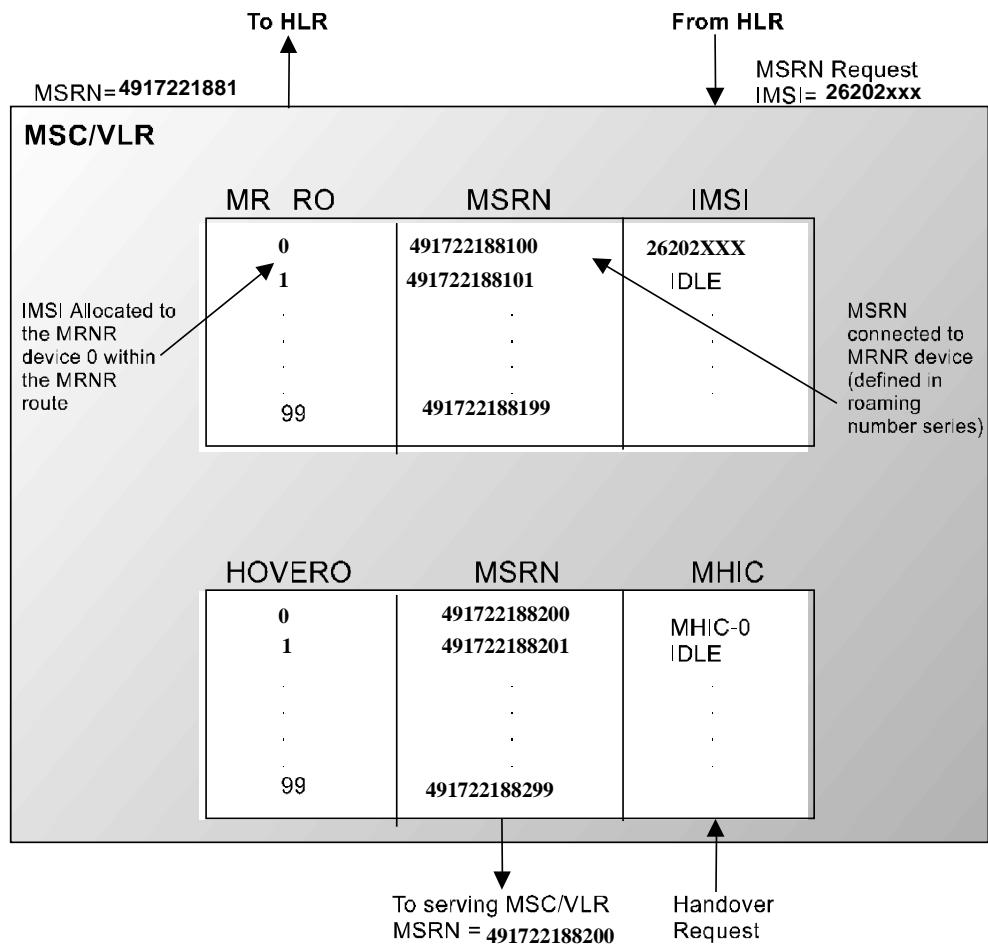 To HLR
From HLR
MSRN=4917221881
MSRN Request
IMSI= 26202xxx
MSC/VLR
MR RO MSRN IMSI
0 491722188100 26202XXX
1 491722188101 IDLE
. . .
. . .
. . .
. . .
99 491722188199
IMSI Allocated to
the MRNR
device 0 within
the MRNR
route
MSRN
connected to
MRNR device
(defined in
roaming
number series)
HOVERO MSRN MHIC
0 491722188200 MHIC-0
1 491722188201 IDLE
. . .
. . .
. . .
. . .
99 491722188299
To serving MSC/VLR
MSRN = 491722188200
Handover
Request